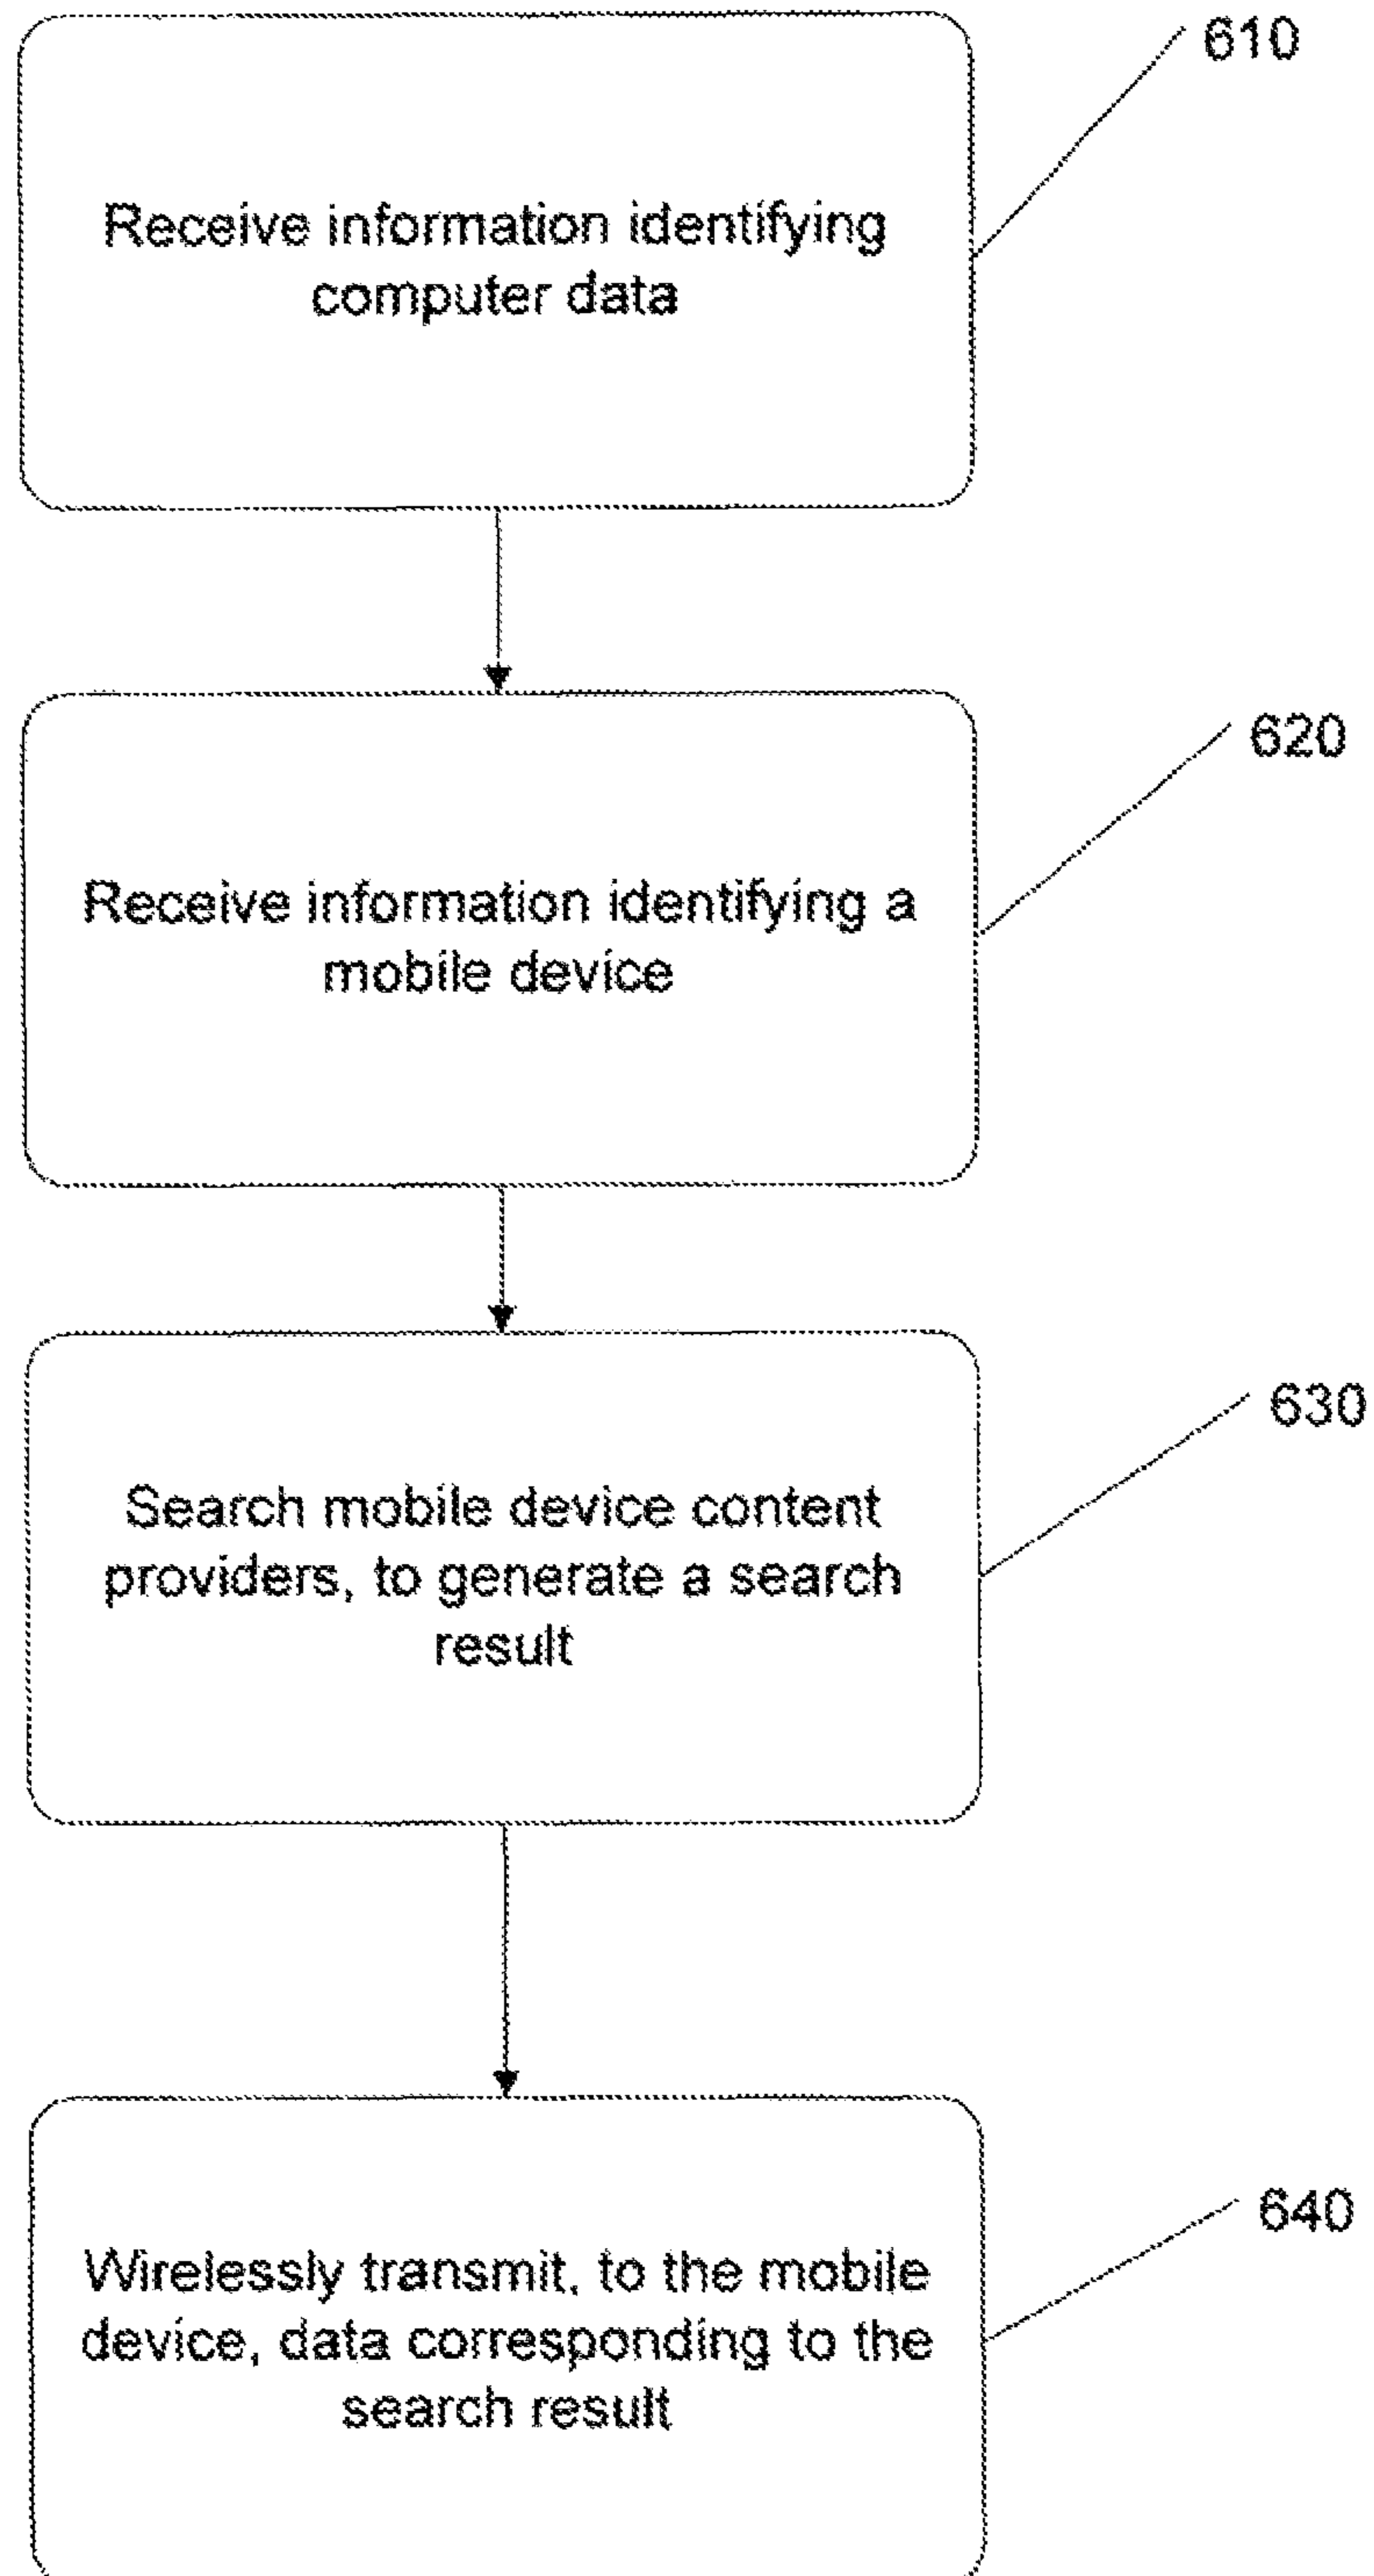 610
Receive information identifying
computer data
620
Receive information identifying a
mobile device
630
Search mobile device content
providers, to generate a search
result
640
Wirelessly transmit, to the mobile
device, data corresponding to the
search result